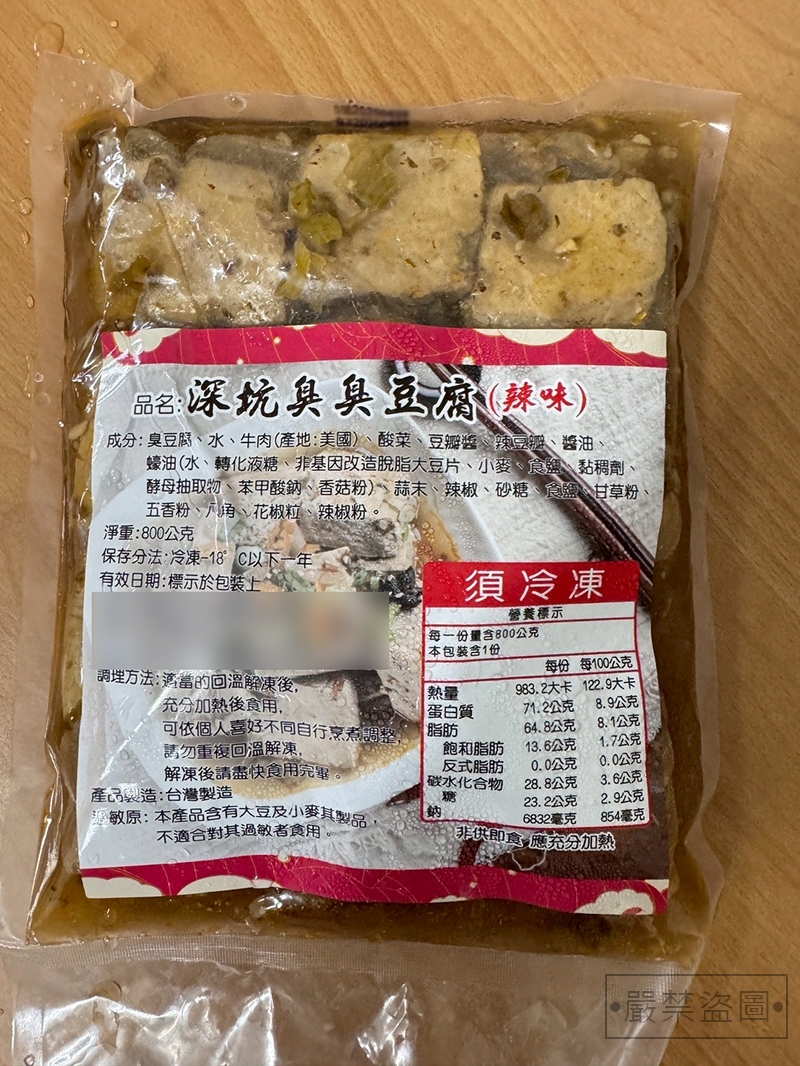 品名:深坑臭臭豆腐(辣味)
成分:臭豆腐、水、牛肉(產地:美國)、酸菜、豆瓣醬、辣豆瓣、醬油、
蠔油(水、轉化液糖、非基因改造脫脂大豆片、小麥、食鹽、黏稠劑、
酵母抽取物、苯甲酸鈉、香菇粉)、蒜末、辣椒、砂糖、食鹽、甘草粉、
五香粉、八角、花椒粒、辣椒粉。
淨重:800公克
保存分法:冷凍-18°C以下一年
有效日期:標示於包裝上
調理方法:適當的回溫解凍後,
充分加熱後食用,
可依個人喜好不同自行烹煮調整,
請勿重複回溫解凍,
解凍後請盡快食用完畢。
產品製造:台灣製造
過敏原:本產品含有大豆及小麥其製品,
不適合對其過敏者食用。
須冷凍
營養標示
每一份量含800公克
本包裝含1份
每份 每100公克
熱量 983.2大卡 122.9大卡
蛋白質 71.2公克 8.9公克
脂肪 64.8公克 8.1公克
飽和脂肪 13.6公克 1.7公克
反式脂肪 0.0公克 0.0公克
碳水化合物 28.8公克 3.6公克
糖 23.2公克 2.9公克
鈉 6832毫克 854毫克
非供即食 應充分加熱
嚴禁盜圖